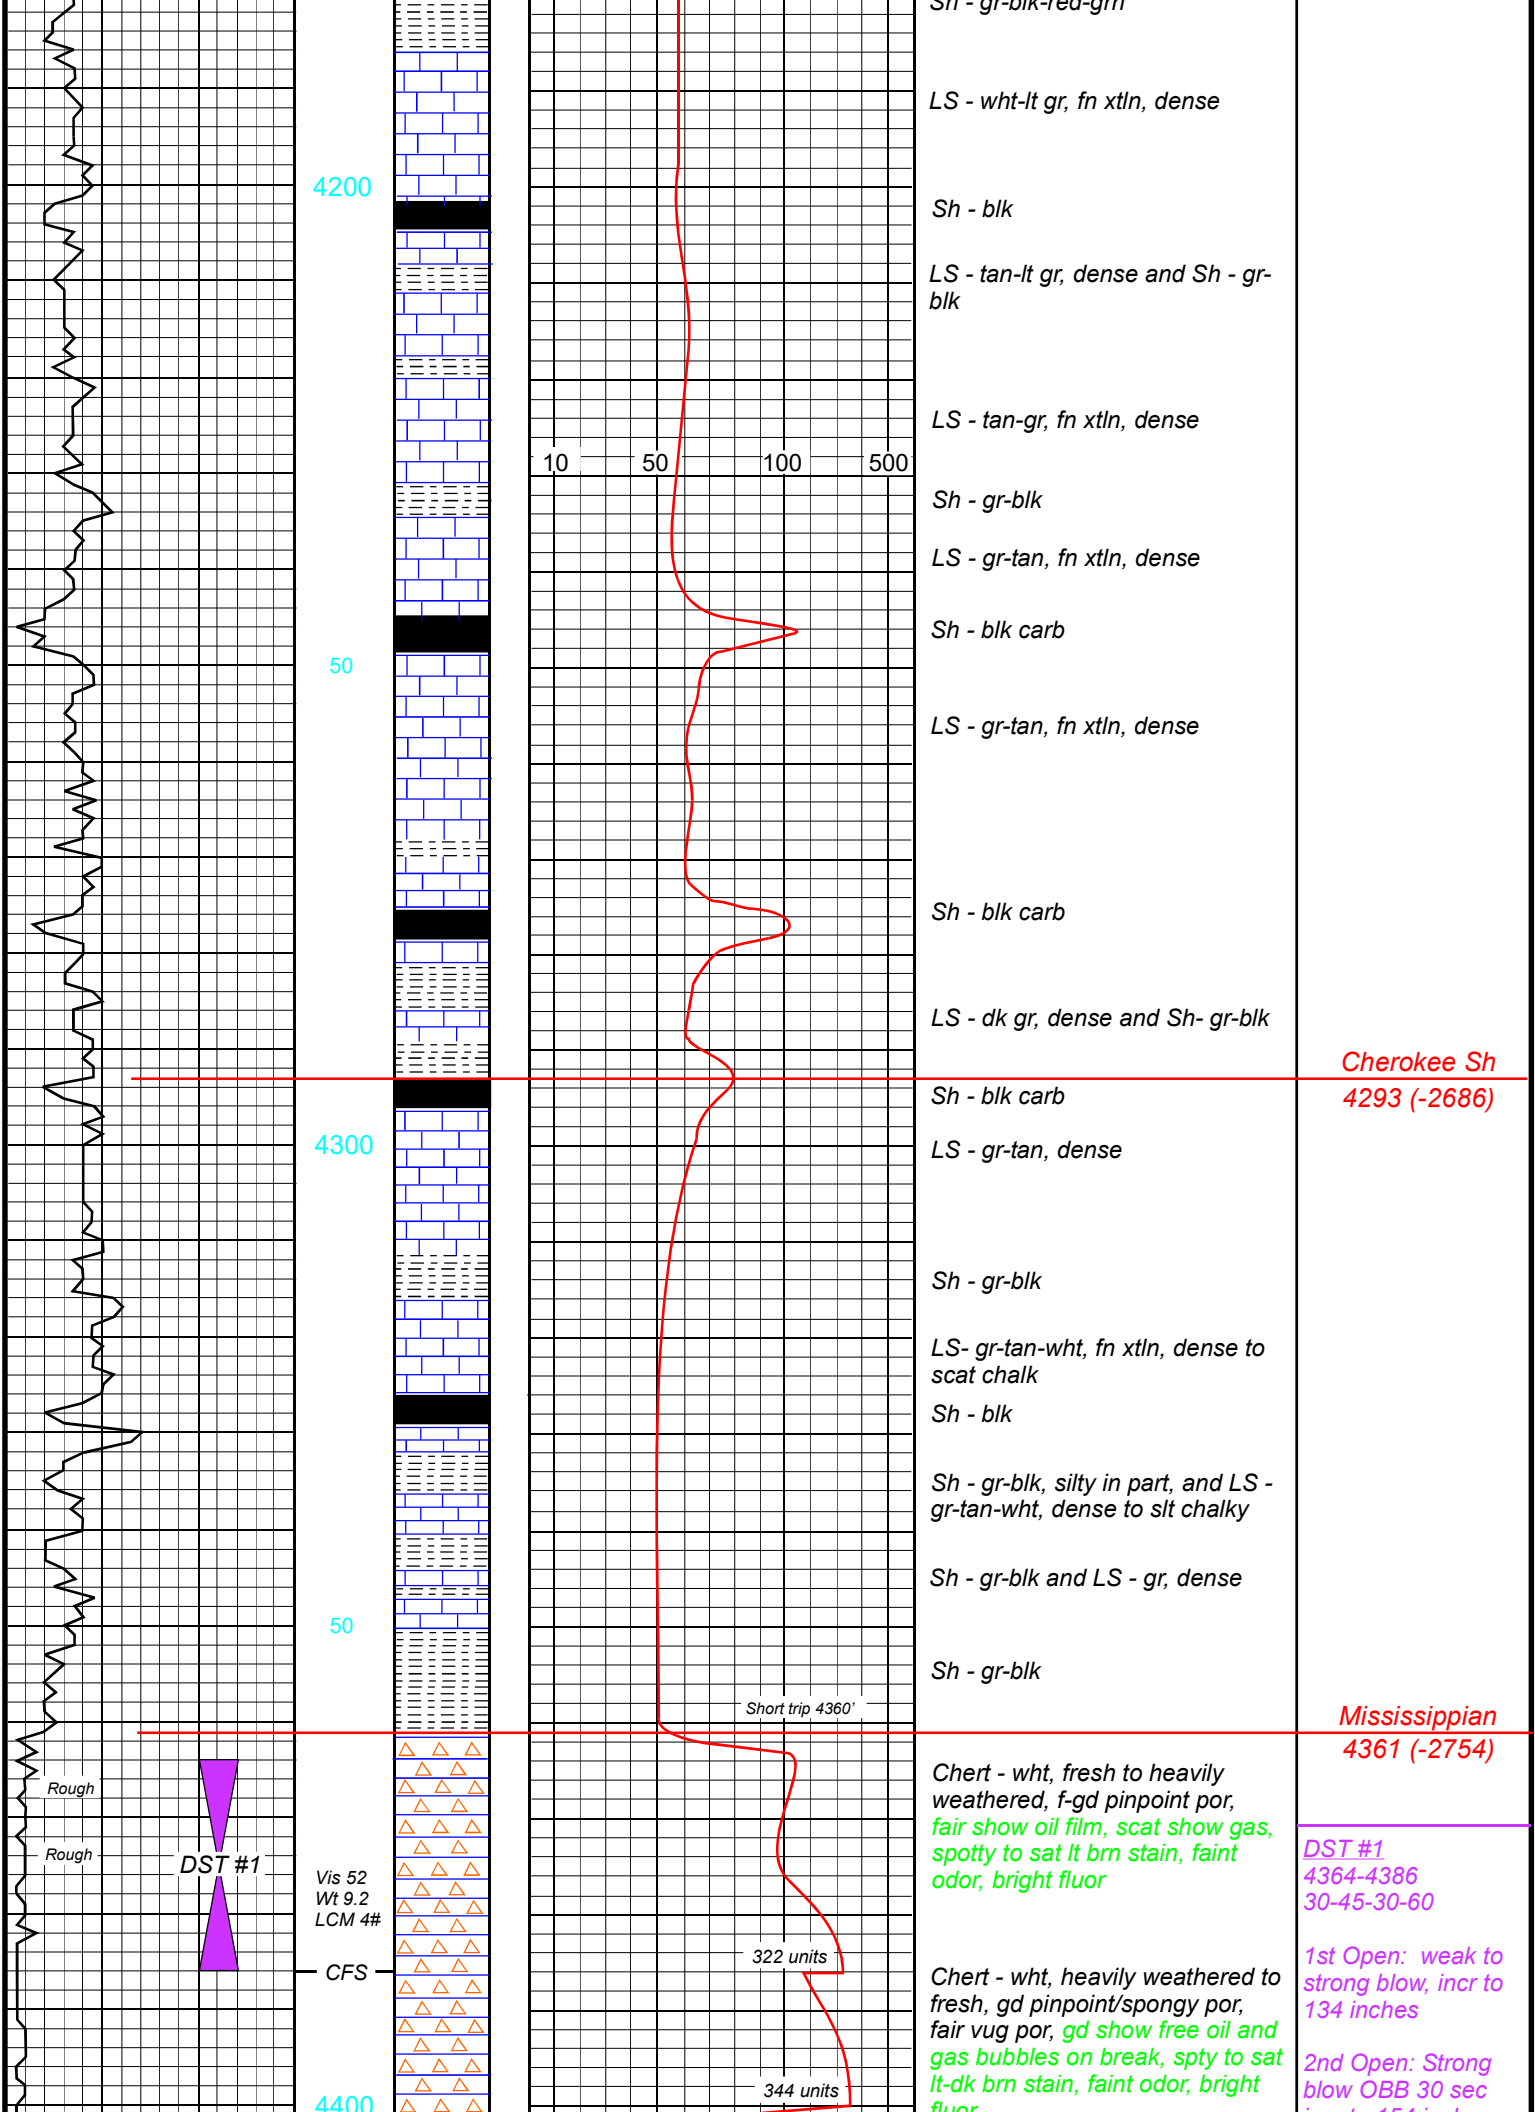 Sh - gr-blk-red-grn
LS - wht-lt gr, fn xtln, dense
4200
Sh - blk
LS - tan-lt gr, dense and Sh - gr-
blk
LS - tan-gr, fn xtln, dense
10 50 100 500
Sh - gr-blk
LS - gr-tan, fn xtln, dense
Sh - blk carb
50
LS - gr-tan, fn xtln, dense
Sh - blk carb
LS - dk gr, dense and Sh- gr-blk
Cherokee Sh
4293 (-2686)
Sh - blk carb
4300
LS - gr-tan, dense
Sh - gr-blk
LS- gr-tan-wht, fn xtln, dense to
scat chalk
Sh - blk
Sh - gr-blk, silty in part, and LS -
gr-tan-wht, dense to slt chalky
Sh - gr-blk and LS - gr, dense
50
Sh - gr-blk
Short trip 4360'
Mississippian
4361 (-2754)
Rough
Rough
DST #1
Vis 52
Wt 9.2
LCM 4#
CFS
Chert - wht, fresh to heavily
weathered, f-gd pinpoint por,
fair show oil film, scat show gas,
spotty to sat lt brn stain, faint
odor, bright fluor
322 units
Chert - wht, heavily weathered to
fresh, gd pinpoint/spongy por,
fair vug por, gd show free oil and
gas bubbles on break, spty to sat
lt-dk brn stain, faint odor, bright
fluor
344 units
4400
DST #1
4364-4386
30-45-30-60
1st Open: weak to
strong blow, incr to
134 inches
2nd Open: Strong
blow OBB 30 sec